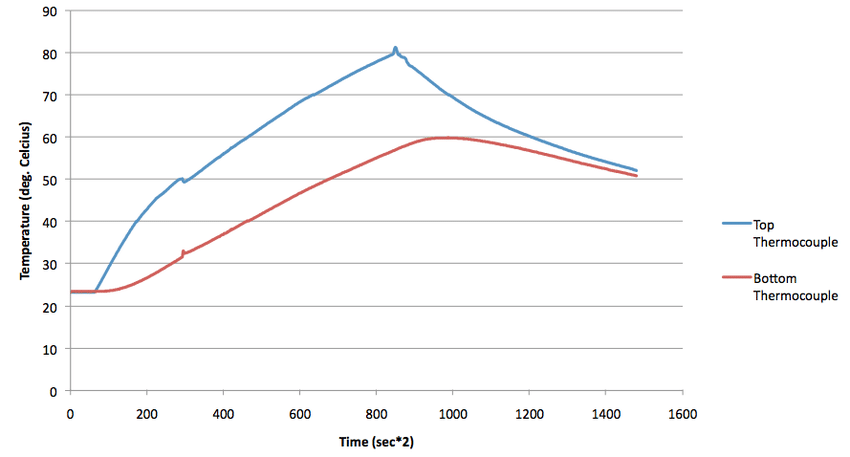 90
80
70
60
50
40
30
20
10
0
Temperature (deg. Celcius)
0 200 400 600 800 1000 1200 1400 1600
Time (sec*2)
Top
Thermocouple
Bottom
Thermocouple